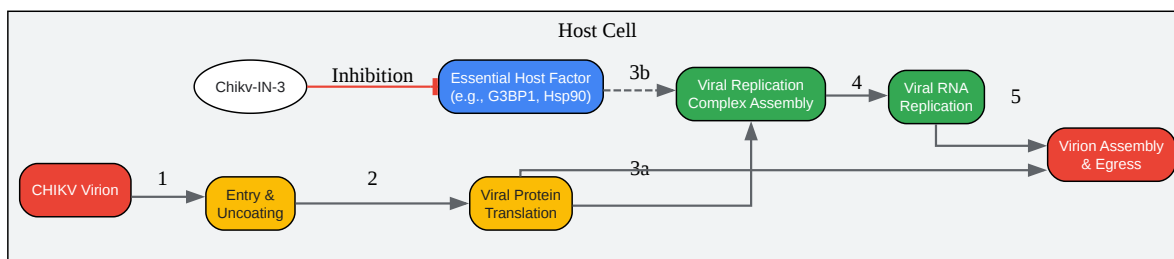 Host Cell
Chikv-IN-3
Inhibition
Essential Host Factor
(e.g., G3BP1, Hsp90)
3b
Viral Replication
Complex Assembly
4
Viral RNA
Replication
5
Virion Assembly
& Egress
CHIKV Virion
1
Entry &
Uncoating
2
Viral Protein
Translation
3a